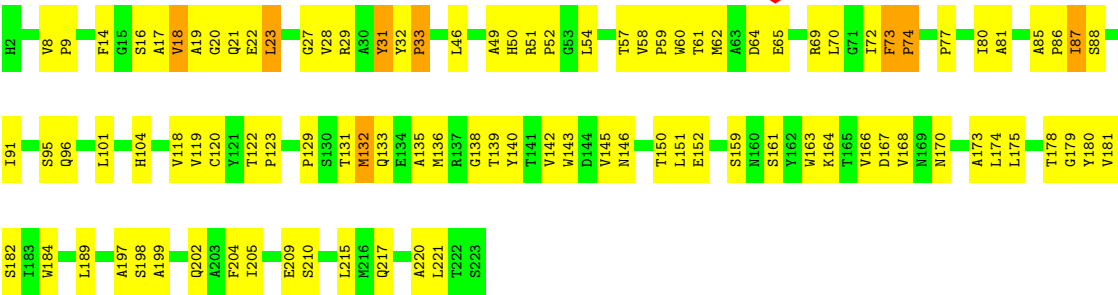 H2 V8 P9 F14 G15 S16 A17 V18 A19 G20 Q21 E22 L23 G27 V28 R29 A30 Y31 Y32 P33 L46 A49 H50 R51 P52 G53 L54 T57 V58 P59 W60 T61 M62 A63 D64 E65 R69 L70 G71 I72 F73 P74 P77 I80 A81 A85 P86 I87 S88
I91 S95 Q96 L101 H104 V118 V119 C120 Y121 T122 P123 P129 S130 T131 M132 Q133 E134 A135 M136 R137 G138 T139 Y140 T141 V142 W143 D144 V145 N146 T150 L151 E152 S159 N160 S161 Y162 W163 K164 T165 V166 D167 V168 N169 N170 A173 L174 L175 T178 G179 Y180 V181
S182 I183 W184 L189 A197 S198 A199 Q202 A203 F204 I205 E209 S210 L215 M216 Q217 A220 L221 T222 S223